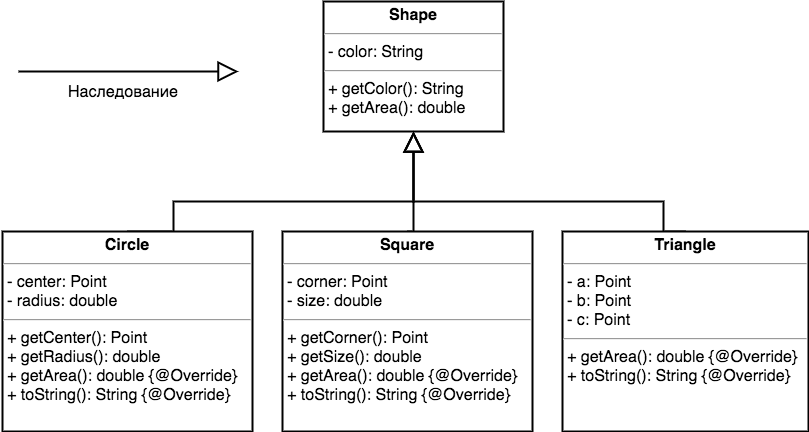 Shape
- color: String
+ getColor(): String
+ getArea(): double
Наследование
Circle
- center: Point
- radius: double
+ getCenter(): Point
+ getRadius(): double
+ getArea(): double {@Override}
+ toString(): String {@Override}
Square
- corner: Point
- size: double
+ getCorner(): Point
+ getSize(): double
+ getArea(): double {@Override}
+ toString(): String {@Override}
Triangle
- a: Point
- b: Point
- c: Point
+ getArea(): double {@Override}
+ toString(): String {@Override}